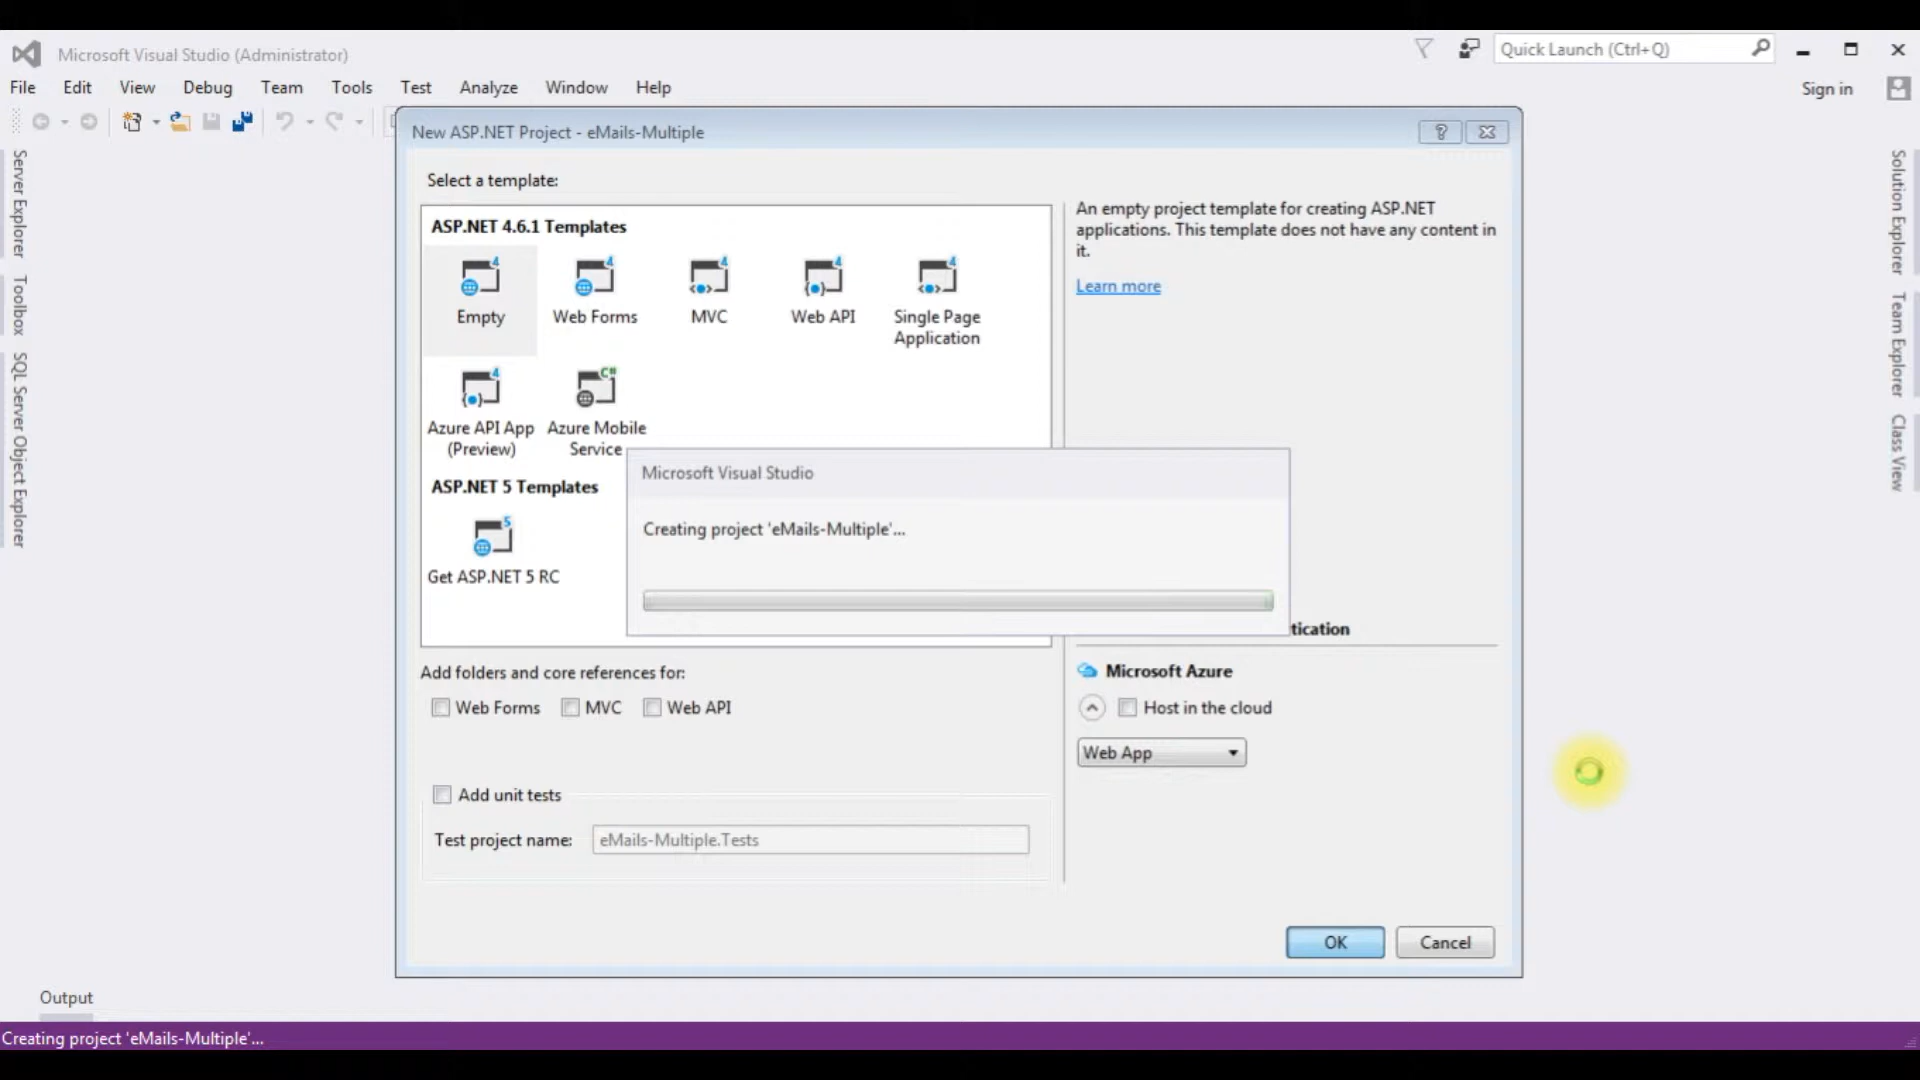 Microsoft Visual Studio (Administrator)
Quick Launch (Ctrl+Q)
File Edit View Debug Team Tools Test Analyze Window Help
Sign in
Server Explorer
Toolbox
SQL Server Object Explorer
New ASP.NET Project - eMails-Multiple
?
Select a template:
ASP.NET 4.6.1 Templates
4 4 4 4 4
Empty Web Forms MVC Web API Single Page
Application
4 C#
Azure API App Azure Mobile
(Preview) Service
ASP.NET 5 Templates
5
Get ASP.NET 5 RC
An empty project template for creating ASP.NET
applications. This template does not have any content in
it.
Learn more
Microsoft Visual Studio
Creating project 'eMails-Multiple'...
tication
Add folders and core references for:
Web Forms MVC Web API
Add unit tests
Test project name: eMails-Multiple.Tests
Microsoft Azure
Host in the cloud
Web App
OK Cancel
Solution Explorer
Team Explorer
Class View
Output
Creating project 'eMails-Multiple'...